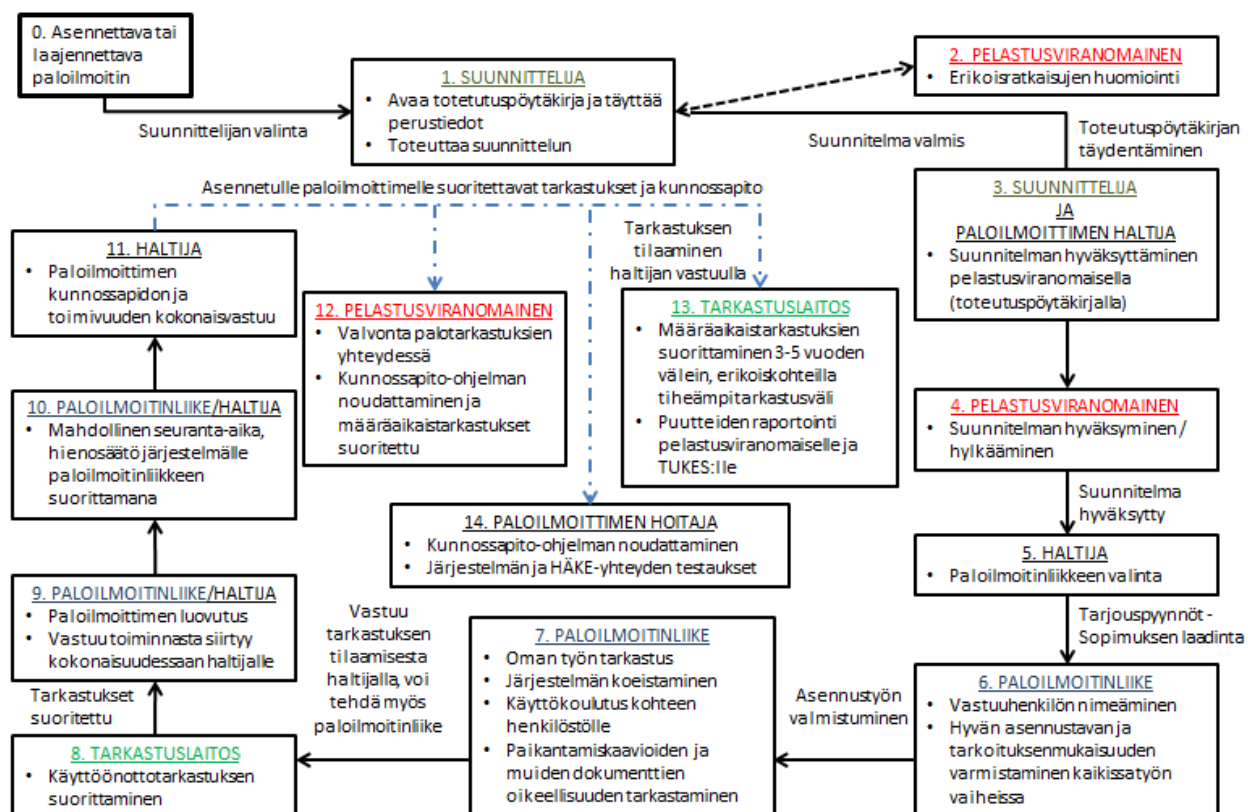 0. Asennettava tai
laajennettava
paloilmoitin
Suunnittelijan valinta
1. SUUNNITTELIJA
• Avaa totetutuspöytäkirja ja täyttää
perustiedot
• Toteuttaa suunnittelun
2. PELASTUSVIRANOMAINEN
• Erikoisratkaisujen huomiointi
Suunnitelma valmis
Toteutuspöytäkirjan
täydentäminen
3. SUUNNITTELIJA
JA
PALOILMOITTIMEN HALTIJA
• Suunnitelman hyväksyttäminen
pelastusviranomaisella
(toteutuspöytäkirjalla)
4. PELASTUSVIRANOMAINEN
• Suunnitelman hyväksyminen /
hylkääminen
Suunnitelma
hyväksytty
5. HALTIJA
• Paloilmoitinliikkeen valinta
Tarjouspyynnöt -
Sopimuksen laadinta
6. PALOILMOITINLIIKE
• Vastuuhenkilön nimeäminen
• Hyvän asennustavan ja
tarkoituksenmukaisuuden
varmistaminen kaikissa työn
vaiheissa
Asennustyön
valmistuminen
7. PALOILMOITINLIIKE
• Oman työn tarkastus
• Järjestelmän koeistaminen
• Käyttökoulutus kohteen
henkilöstölle
• Paikantamiskaavioiden ja
muiden dokumenttien
oikeellisuuden tarkastaminen
Vastuu
tarkastuksen
tilaamisesta
haltijalla, voi
tehdä myös
paloilmoitinliike
8. TARKASTUSLAITOS
• Käyttöönottotarkastuksen
suorittaminen
Tarkastukset
suoritettu
9. PALOILMOITINLIIKE/HALTIJA
• Paloilmoittimen luovutus
• Vastuu toiminnasta siirtyy
kokonaisuudessaan haltijalle
10. PALOILMOITINLIIKE/HALTIJA
• Mahdollinen seuranta-aika,
hienosäätö järjestelmälle
paloilmoitinliikkeen
suorittamana
11. HALTIJA
• Paloilmoittimen
kunnossapidon ja
toimivuuden kokonaisvastuu
Asennetulle paloilmoittimelle suoritettavat tarkastukset ja kunnossapito
12. PELASTUSVIRANOMAINEN
• Valvonta palotarkastuksien
yhteydessä
• Kunnossapito-ohjelman
noudattaminen ja
määräaikaistarkastukset
suoritettu
Tarkastuksen
tilaaminen
haltijan vastuulla
13. TARKASTUSLAITOS
• Määräaikaistarkastuksien
suorittaminen 3-5 vuoden
välein, erikoiskohteilla
tiheämpi tarkastusväli
• Puutteiden raportointi
pelastusviranomaiselle ja
TUKES:lle
14. PALOILMOITTIMEN HOITAJA
• Kunnossapito-ohjelman noudattaminen
• Järjestelmän ja HÄKE-yhteyden testaukset